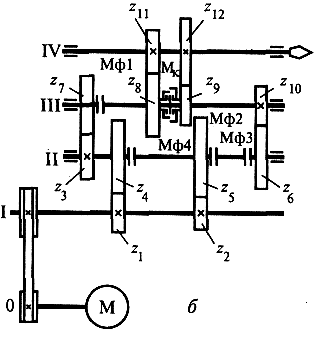 z11 z12
IV
Мф1 Мк
z7 z8 z9 z10
III
Мф2
Мф4 Мф3
II
z3 z4 z5 z6
I
z1 z2
0 М б